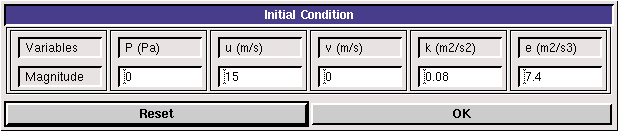 Initial Condition
Variables P (Pa) u (m/s) v (m/s) k (m2/s2) e (m2/s3)
Magnitude 0 15 0 0.08 7.4
Reset OK